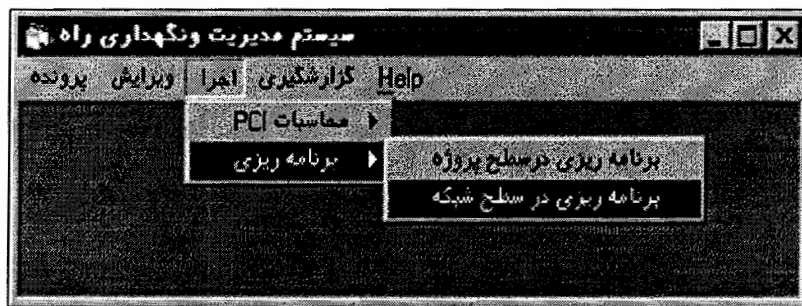 سیستم مدیریت ونگهداری راه
پرونده ویرایش اجرا گزارشگیری Help
محاسبات PCI
برنامه ریزی
برنامه ریزی درسطح پروژه
برنامه ریزی در سطح شبکه